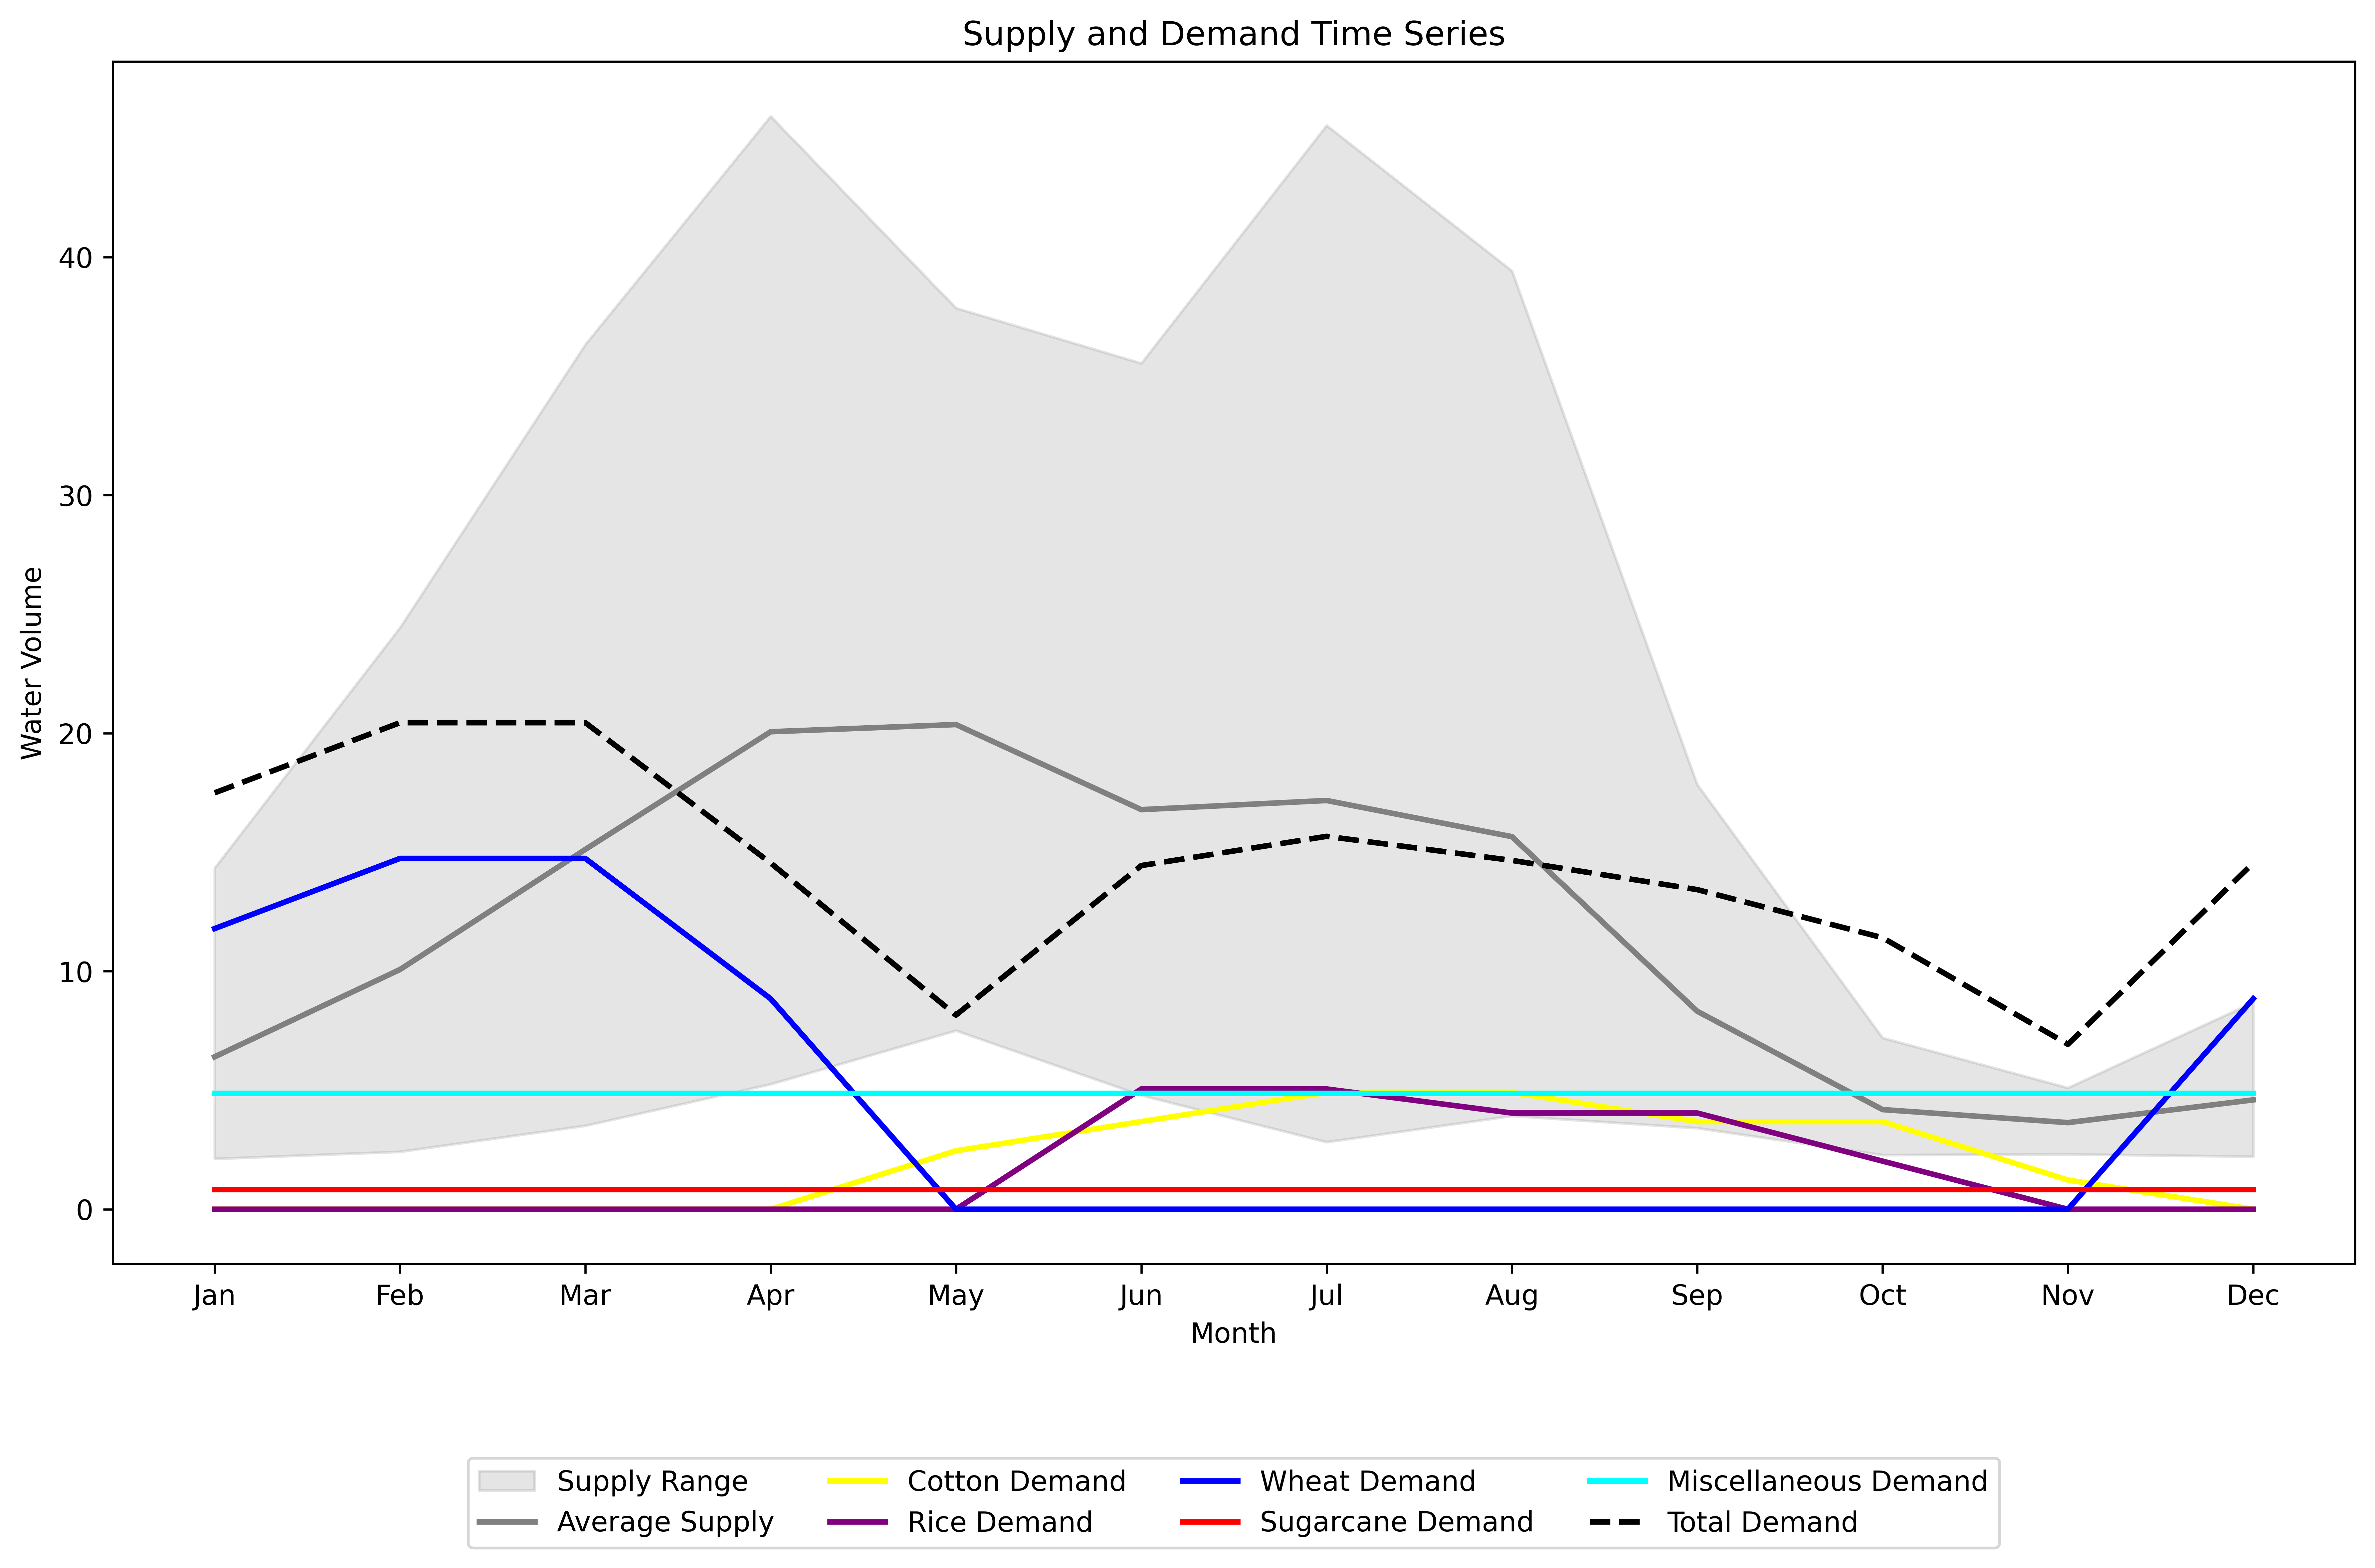 Supply and Demand Time Series
Water Volume
40
30
20
10
0
Jan Feb Mar Apr May Jun Jul Aug Sep Oct Nov Dec
Month
Supply Range Cotton Demand Wheat Demand Miscellaneous Demand
Average Supply Rice Demand Sugarcane Demand Total Demand